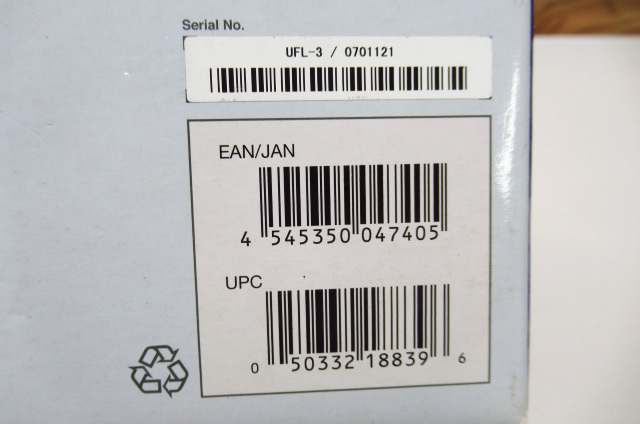 Serial No.
UFL-3 / 0701121
EAN/JAN
4 545350 047405
UPC
0 50332 18839 6